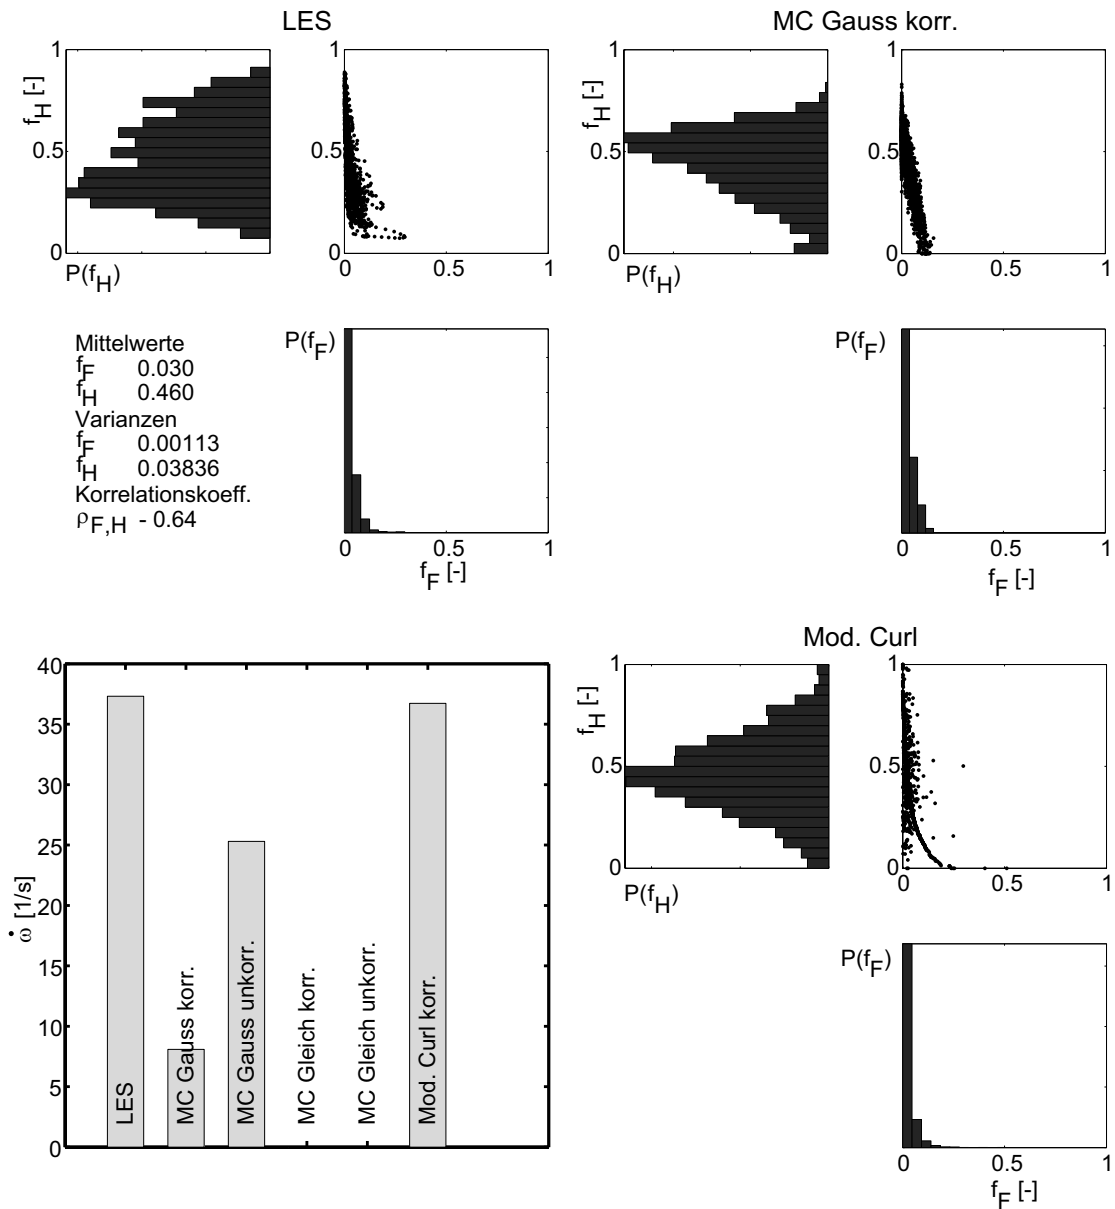 LES
1
0.5
0
f_H [-]
P(f_H)
1
0.5
0
0
0.5
1
MC Gauss korr.
1
0.5
0
f_H [-]
P(f_H)
1
0.5
0
0
0.5
1
Mittelwerte
f_F 0.030
f_H 0.460
Varianzen
f_F 0.00113
f_H 0.03836
Korrelationskoeff.
ρ_F,H - 0.64
P(f_F)
0
0.5
1
f_F [-]
P(f_F)
0
0.5
1
f_F [-]
40
35
30
25
20
15
10
5
0
ω̇ [1/s]
LES
MC Gauss korr.
MC Gauss unkorr.
MC Gleich korr.
MC Gleich unkorr.
Mod. Curl korr.
Mod. Curl
1
0.5
0
f_H [-]
P(f_H)
1
0.5
0
0
0.5
1
P(f_F)
0
0.5
1
f_F [-]